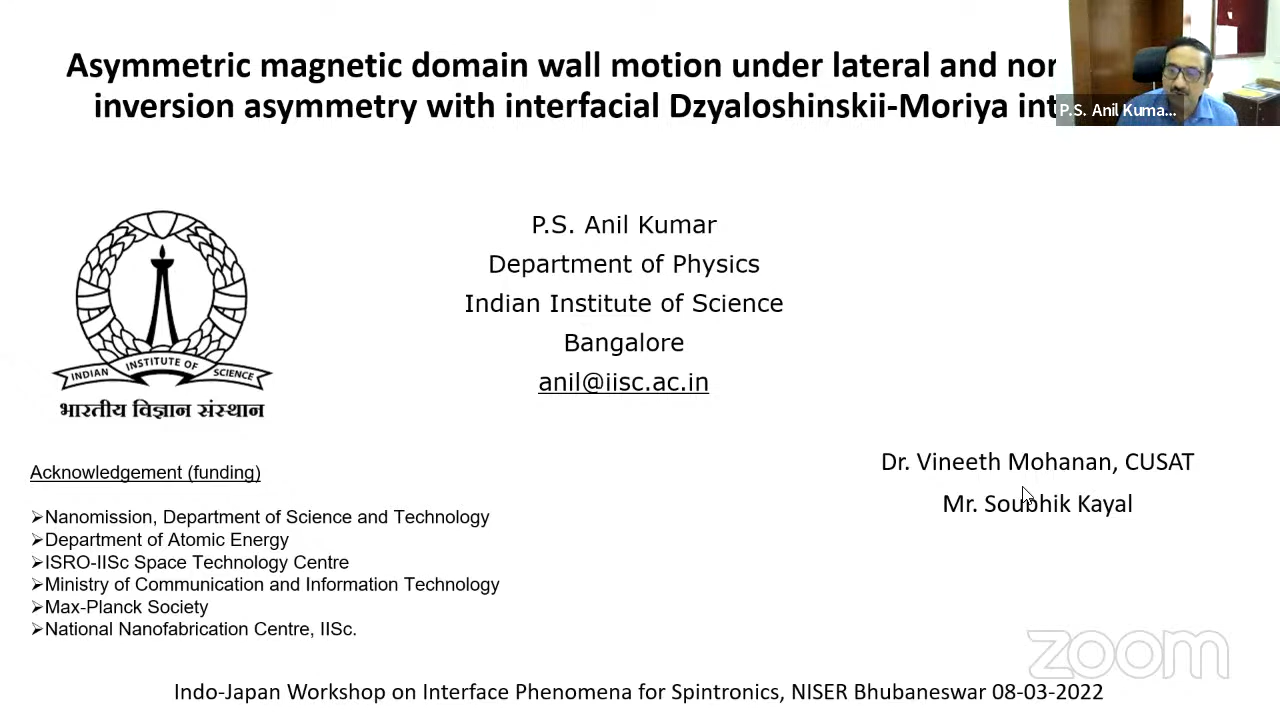 Asymmetric magnetic domain wall motion under lateral and nor
inversion asymmetry with interfacial Dzyaloshinskii-Moriya int
P.S. Anil Kuma...
P.S. Anil Kumar
Department of Physics
Indian Institute of Science
Bangalore
anil@iisc.ac.in
INDIAN INSTITUTE OF SCIENCE
भारतीय विज्ञान संस्थान
Dr. Vineeth Mohanan, CUSAT
Mr. Soubhik Kayal
Acknowledgement (funding)
➢Nanomission, Department of Science and Technology
➢Department of Atomic Energy
➢ISRO-IISc Space Technology Centre
➢Ministry of Communication and Information Technology
➢Max-Planck Society
➢National Nanofabrication Centre, IISc.
zoom
Indo-Japan Workshop on Interface Phenomena for Spintronics, NISER Bhubaneswar 08-03-2022